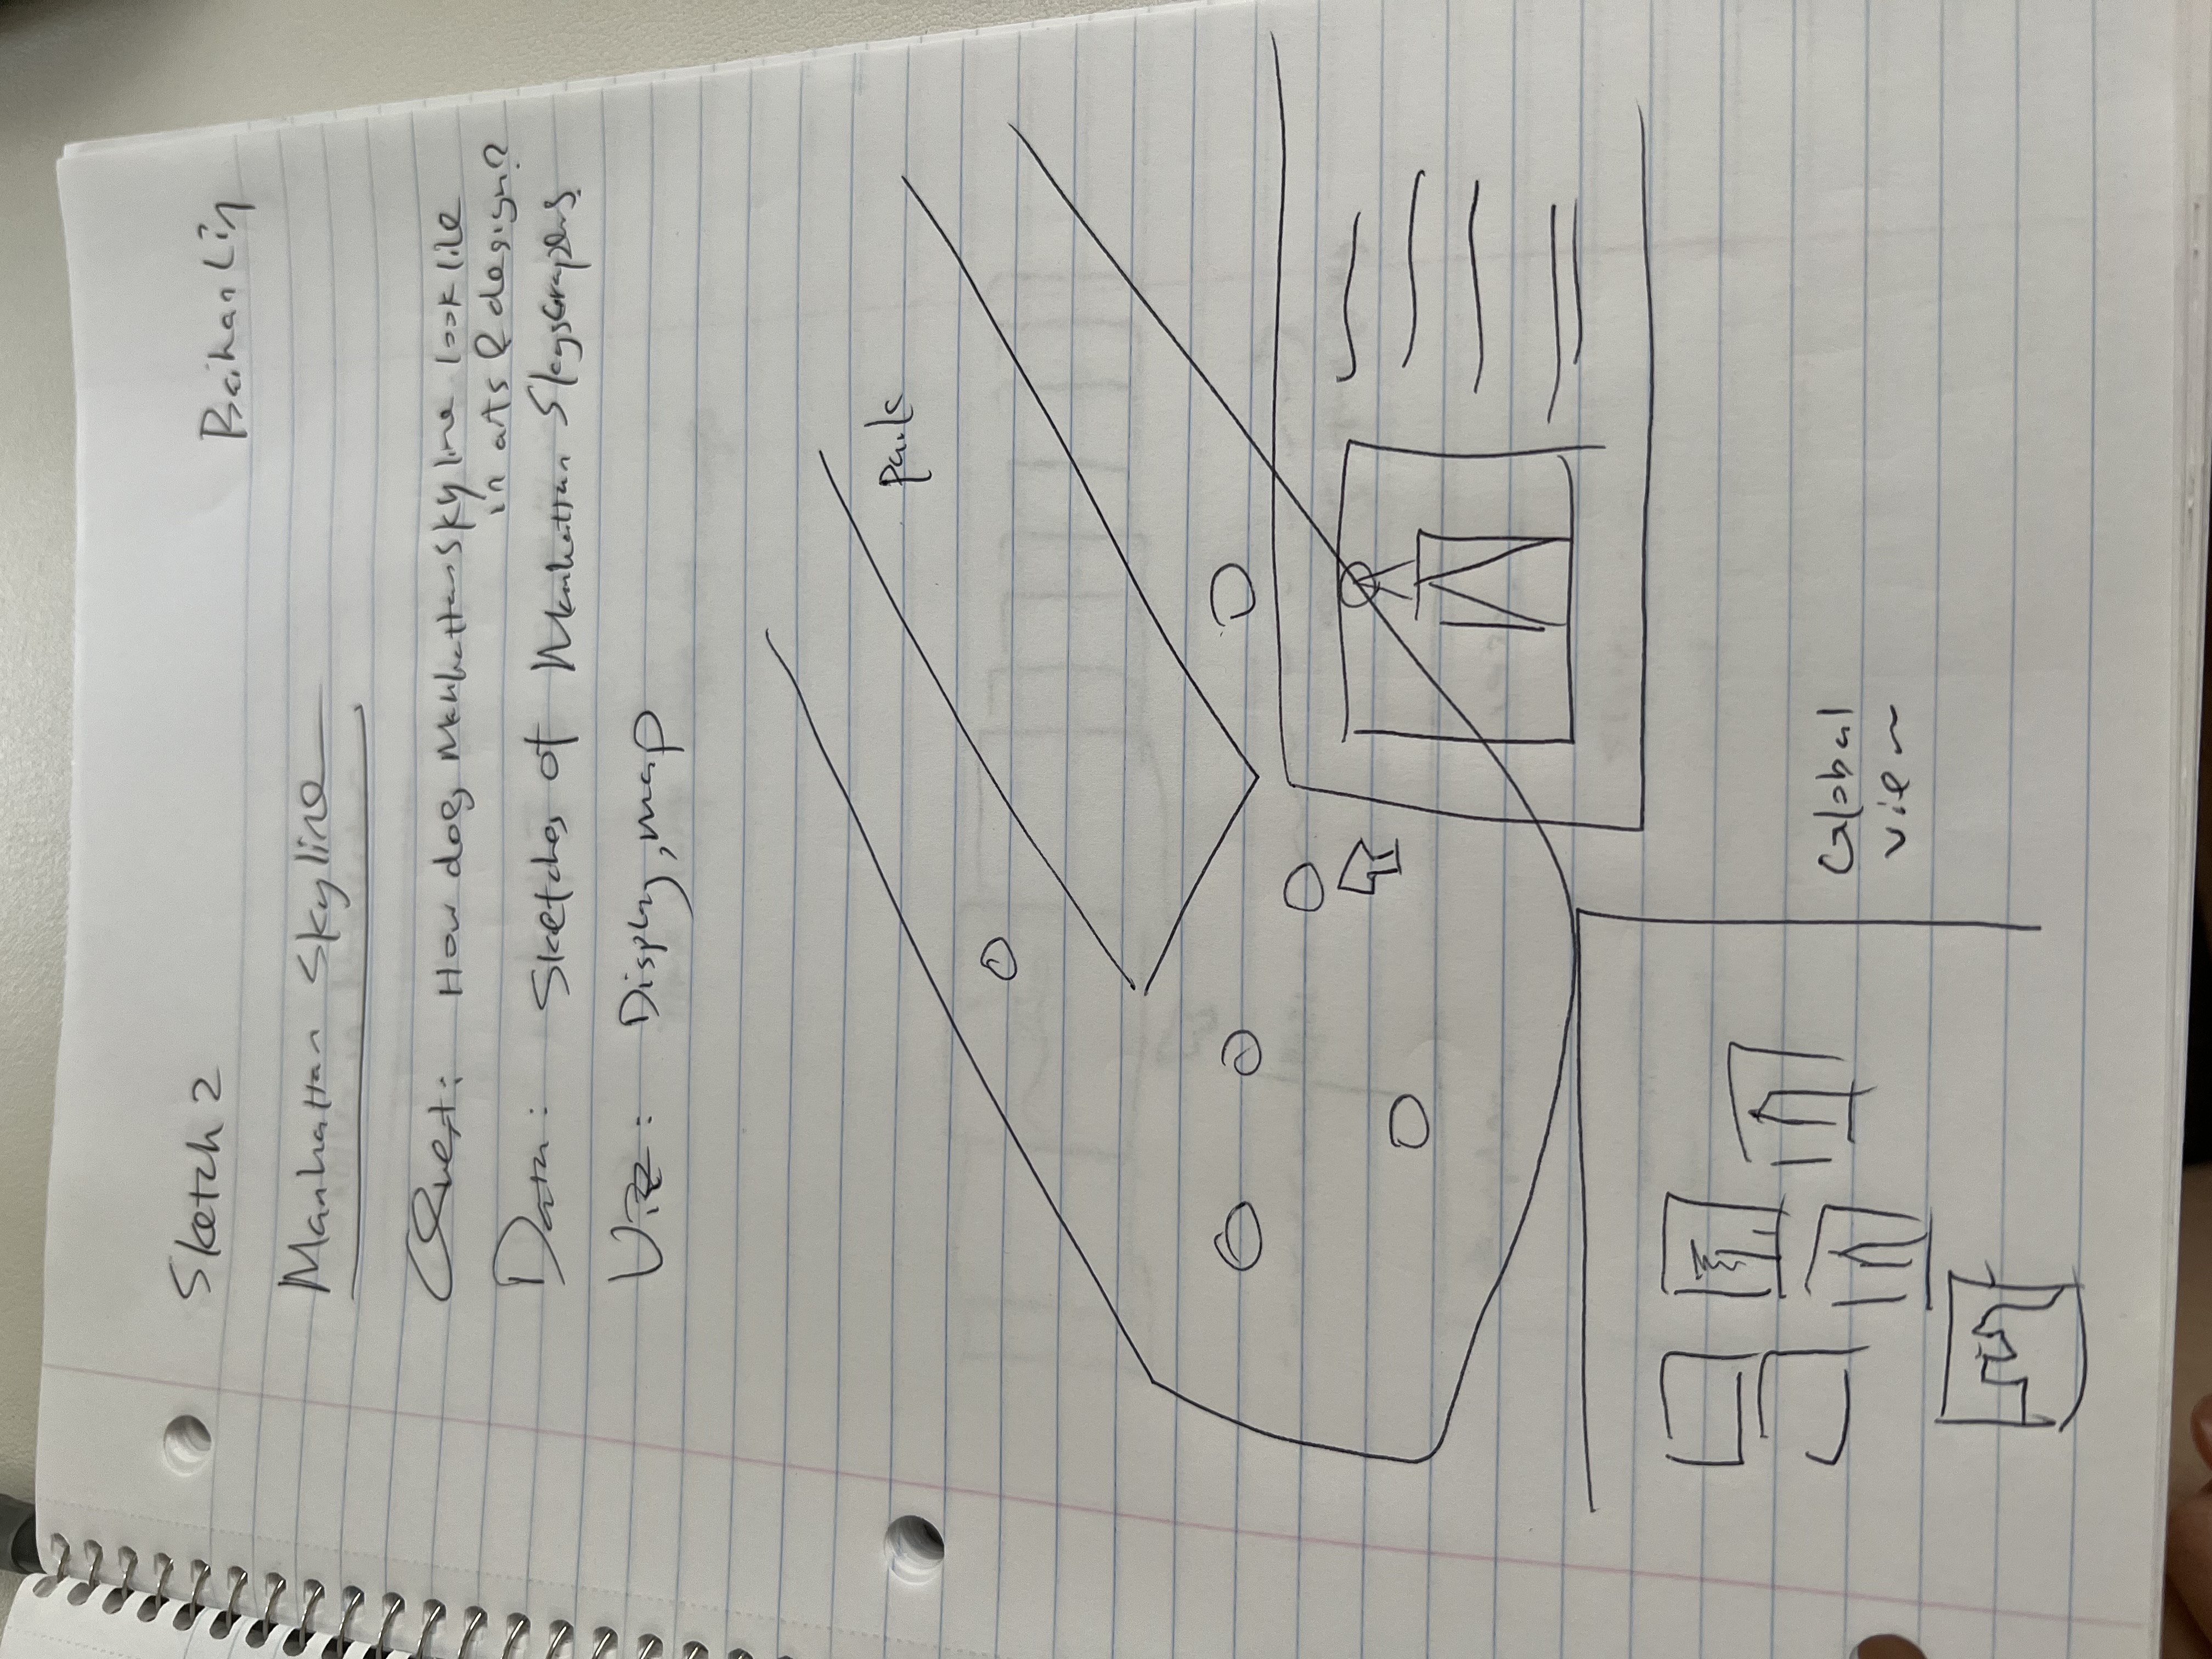 Sketch 2
Baihan Lin
Manhattan Skyline
Quest: How does Manhattan Skyline look like
in arts & design?
Data: Sketches of Manhattan Skyscrapers
Viz: Display, map
park
Global
view